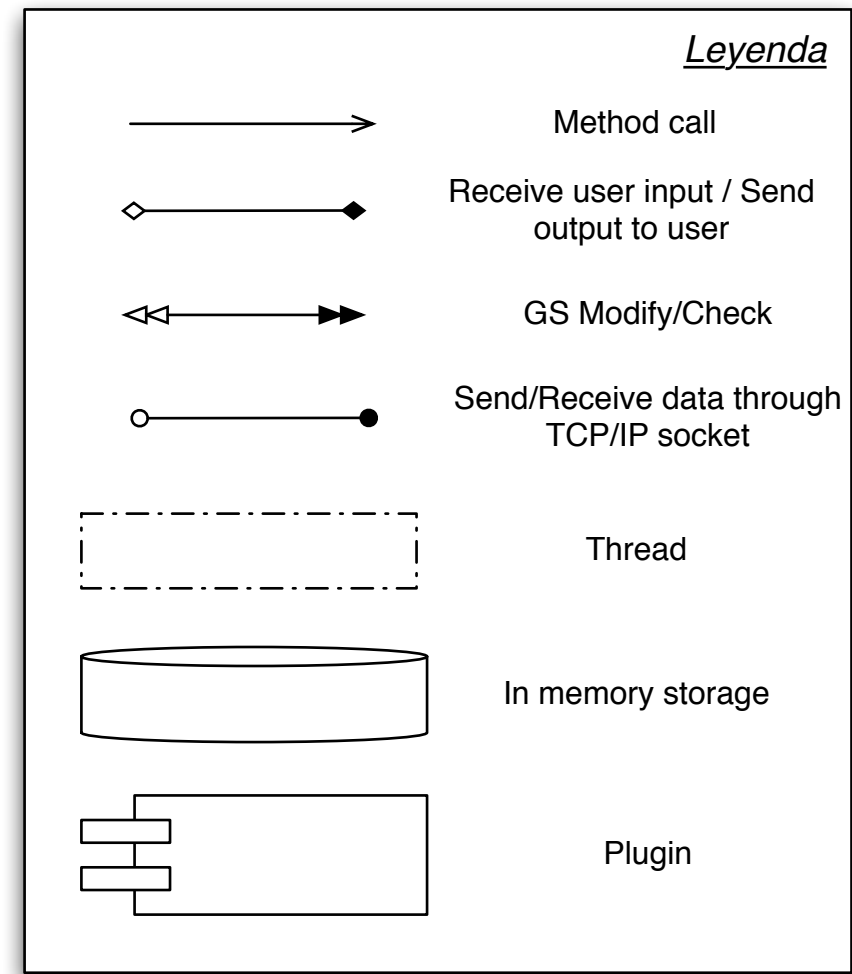 Leyenda
Method call
Receive user input / Send
output to user
GS Modify/Check
Send/Receive data through
TCP/IP socket
Thread
In memory storage
Plugin